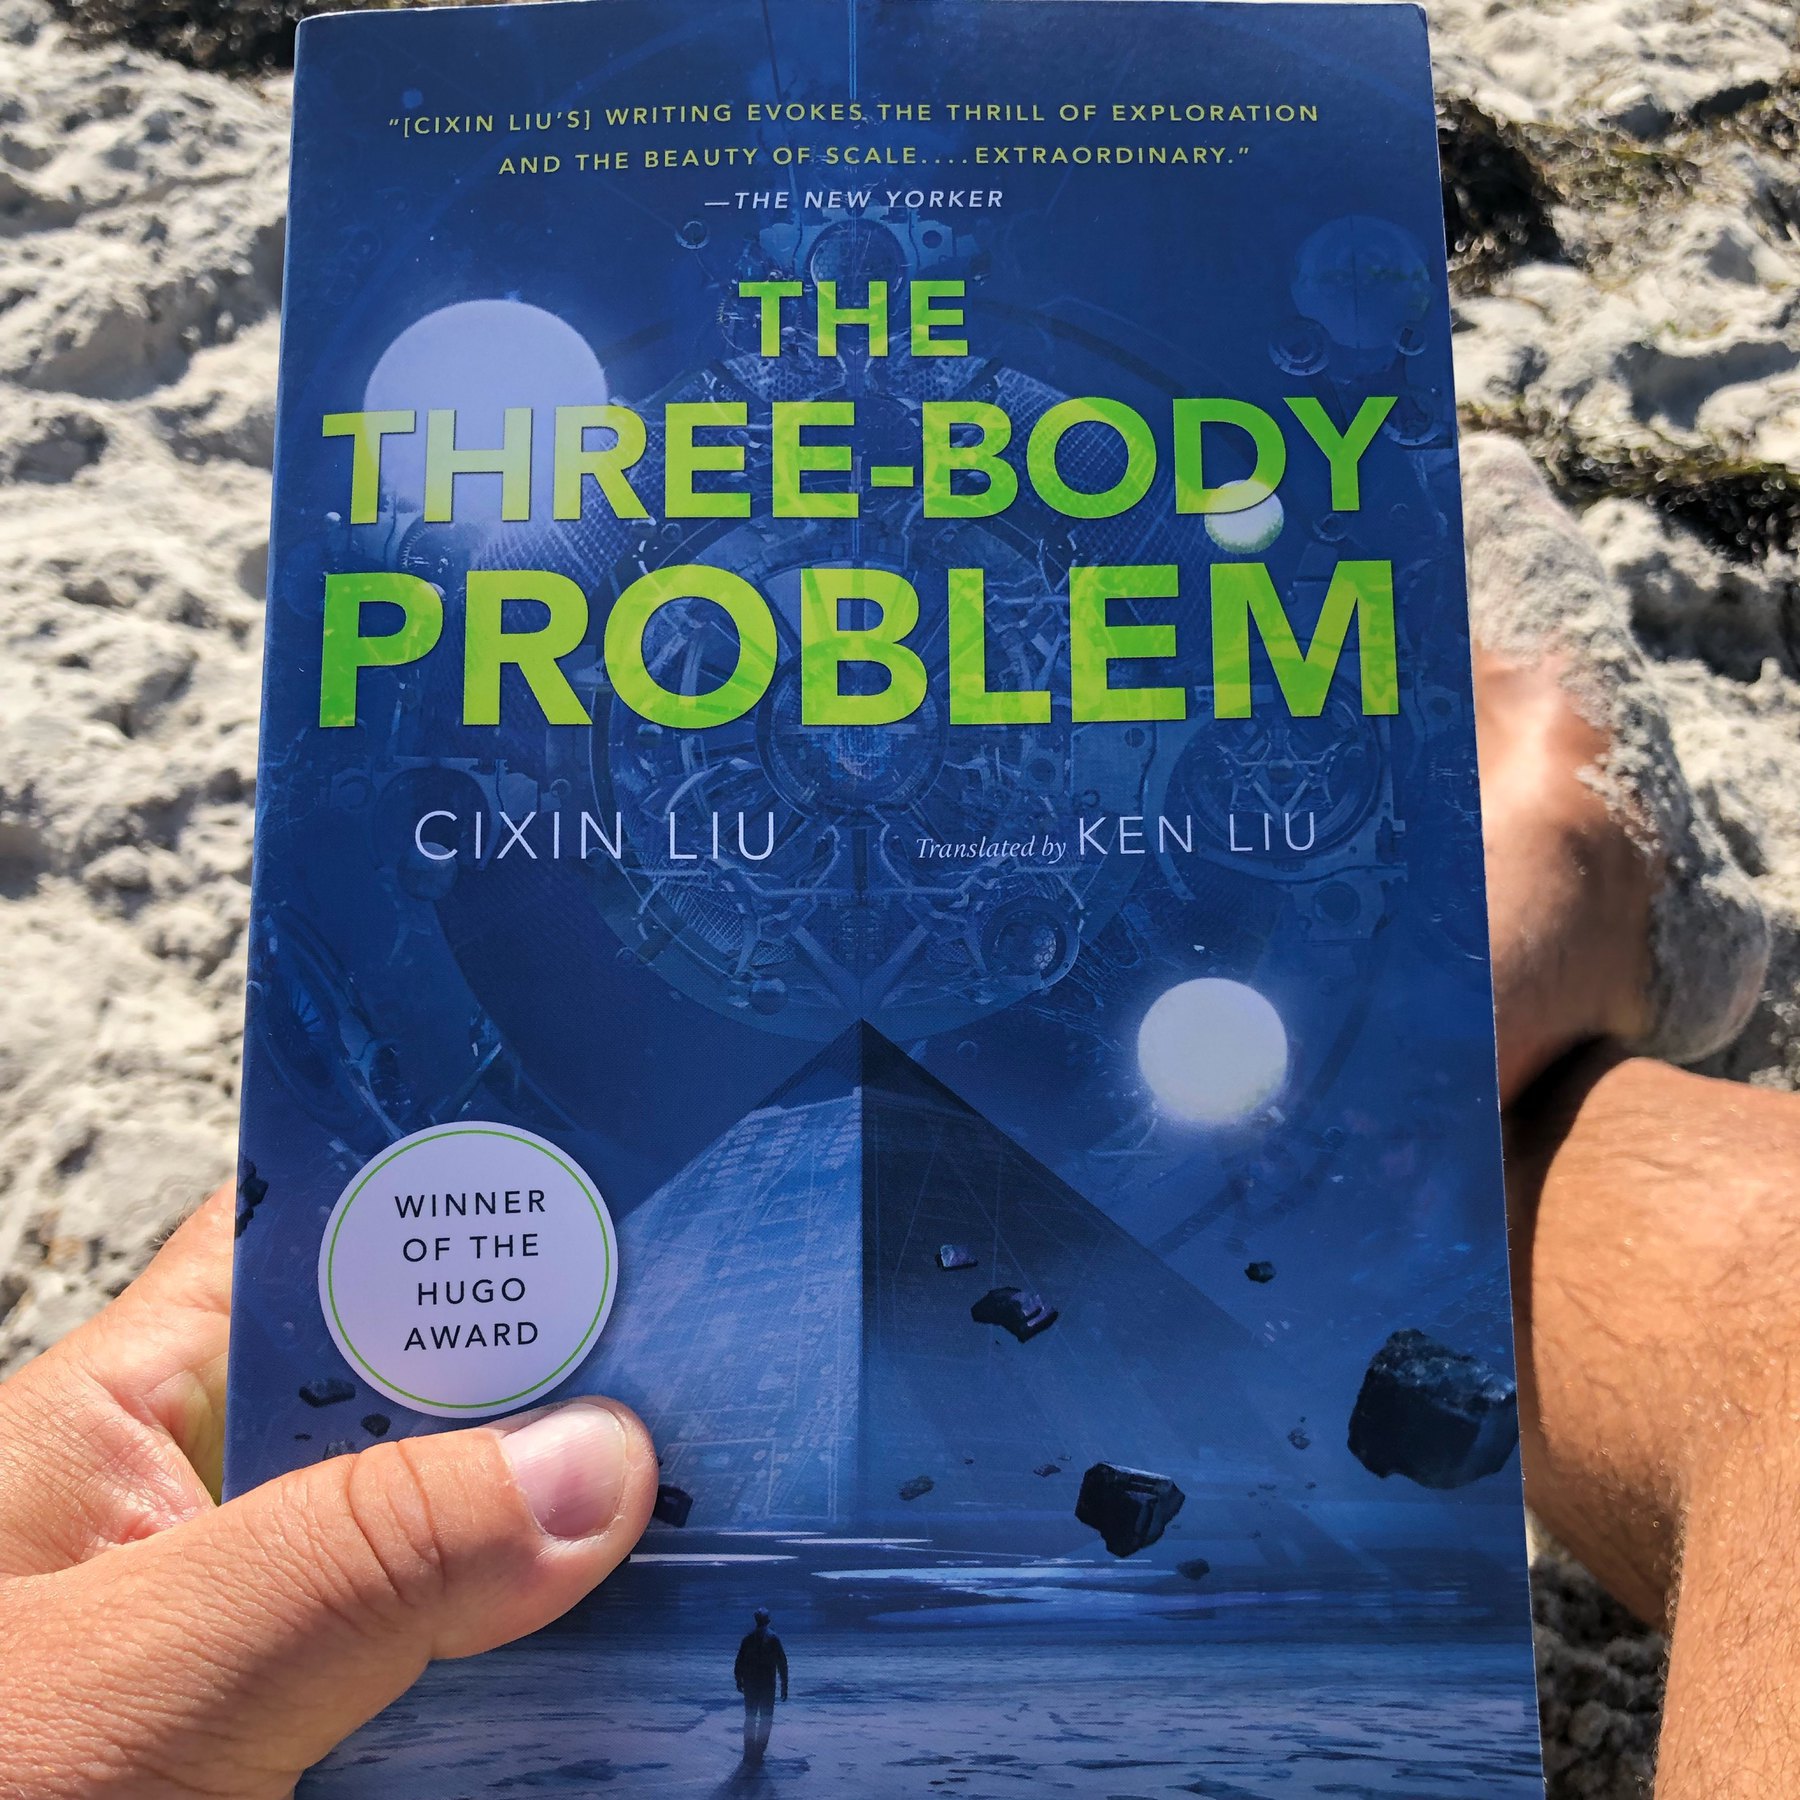 "[CIXIN LIU'S] WRITING EVOKES THE THRILL OF EXPLORATION
AND THE BEAUTY OF SCALE....EXTRAORDINARY."
—THE NEW YORKER
THE
THREE-BODY
PROBLEM
CIXIN LIU
Translated by KEN LIU
WINNER
OF THE
HUGO
AWARD